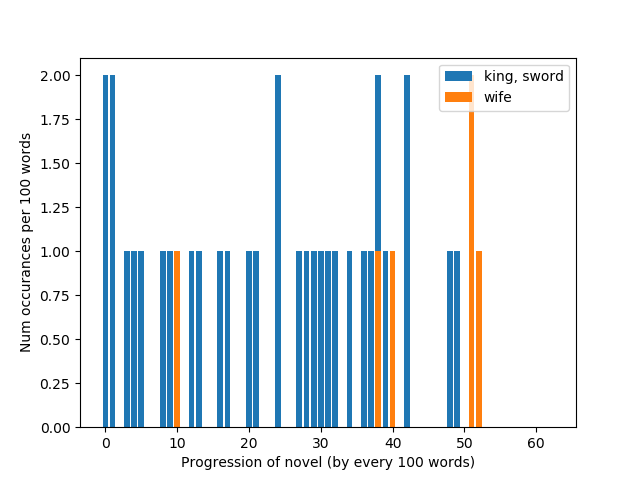 2.00
1.75
1.50
1.25
1.00
0.75
0.50
0.25
0.00
Num occurances per 100 words
king, sword
wife
0 10 20 30 40 50 60
Progression of novel (by every 100 words)